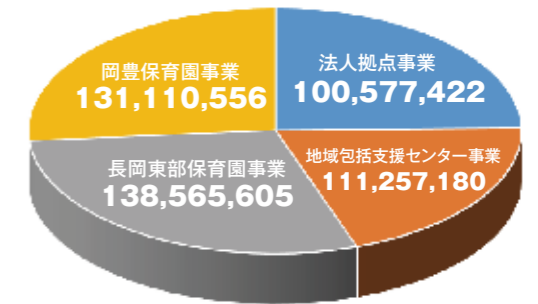 岡豊保育園事業
131,110,556
法人拠点事業
100,577,422
長岡東部保育園事業
138,565,605
地域包括支援センター事業
111,257,180